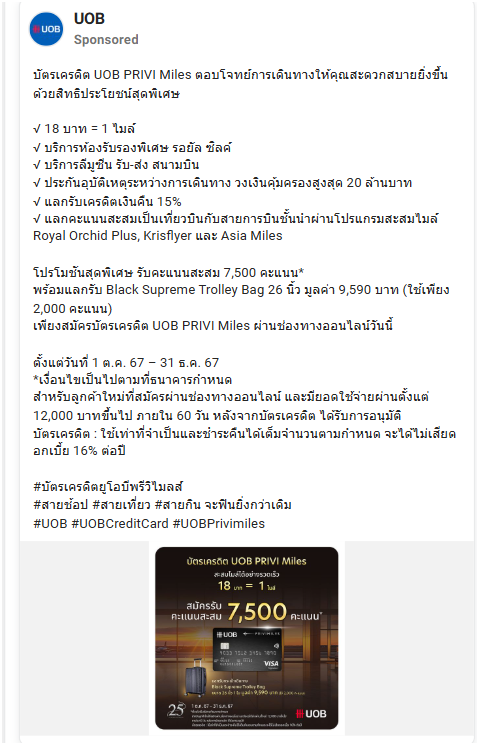 UOB
UOB
Sponsored
บัตรเครดิต UOB PRIVI Miles ตอบโจทย์การเดินทางให้คุณสะดวกสบายยิ่งขึ้น
ด้วยสิทธิประโยชน์สุดพิเศษ
√ 18 บาท = 1 ไมล์
√ บริการห้องรับรองพิเศษ รอยัล ซิลค์
√ บริการลีมูซีน รับ-ส่ง สนามบิน
√ ประกันอุบัติเหตุระหว่างการเดินทาง วงเงินคุ้มครองสูงสุด 20 ล้านบาท
√ แลกรับเครดิตเงินคืน 15%
√ แลกคะแนนสะสมเป็นเที่ยวบินกับสายการบินชั้นนำผ่านโปรแกรมสะสมไมล์
Royal Orchid Plus, Krisflyer และ Asia Miles
โปรโมชันสุดพิเศษ รับคะแนนสะสม 7,500 คะแนน*
พร้อมแลกรับ Black Supreme Trolley Bag 26 นิ้ว มูลค่า 9,590 บาท (ใช้เพียง
2,000 คะแนน)
เพียงสมัครบัตรเครดิต UOB PRIVI Miles ผ่านช่องทางออนไลน์วันนี้
ตั้งแต่วันที่ 1 ต.ค. 67 – 31 ธ.ค. 67
*เงื่อนไขเป็นไปตามที่ธนาคารกำหนด
สำหรับลูกค้าใหม่ที่สมัครผ่านช่องทางออนไลน์ และมียอดใช้จ่ายผ่านตั้งแต่
12,000 บาทขึ้นไป ภายใน 60 วัน หลังจากบัตรเครดิต ได้รับการอนุมัติ
บัตรเครดิต : ใช้เท่าที่จำเป็นและชำระคืนได้เต็มจำนวนตามกำหนด จะได้ไม่เสียด
อกเบี้ย 16% ต่อปี
#บัตรเครดิตยูโอบีพรีวิไมลส์
#สายช้อป #สายเที่ยว #สายกิน จะฟินยิ่งกว่าเดิม
#UOB #UOBCreditCard #UOBPrivimiles
บัตรเครดิต UOB PRIVI Miles
สะสมไมล์ได้อย่างรวดเร็ว
18 บาท = 1 ไมล์
สมัครรับ
คะแนนสะสม 7,500 คะแนน*
UOB PRIVIMILES
VISA
Black Supreme Trolley Bag
25
1 ต.ค. 67 - 31 ธ.ค. 67
UOB